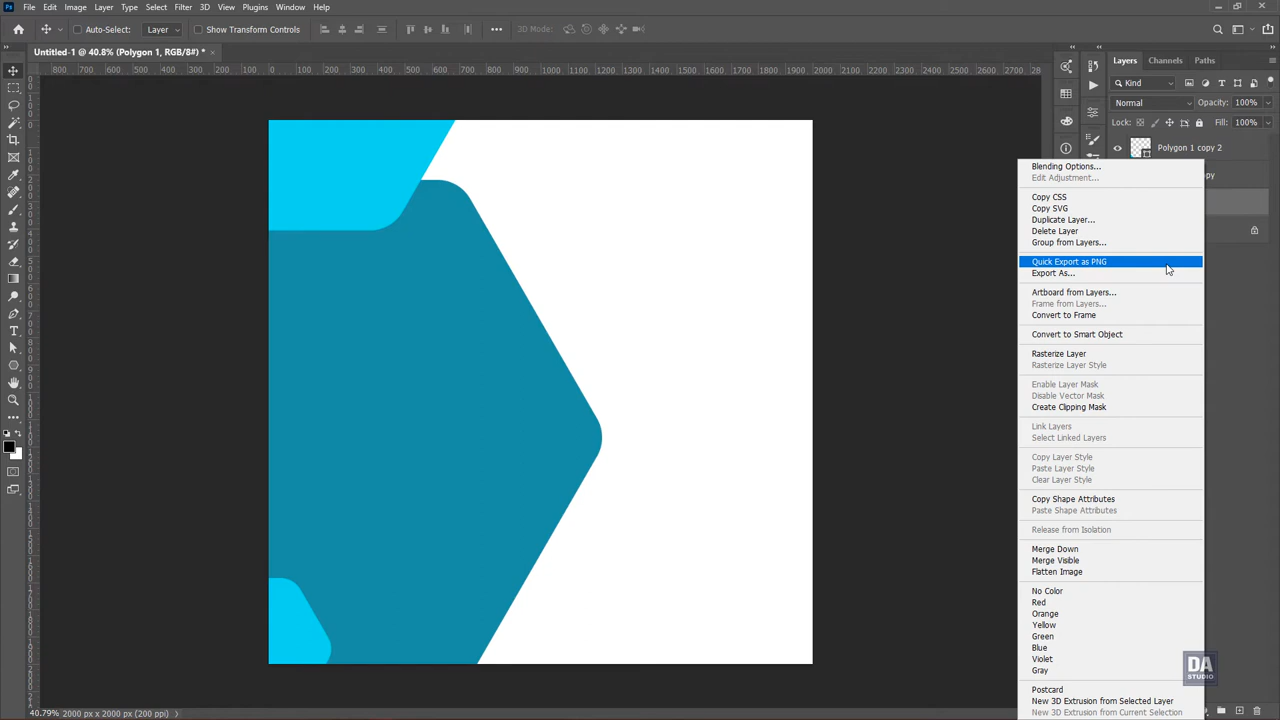 Ps File Edit Image Layer Type Select Filter 3D View Plugins Window Help
Auto-Select: Layer Show Transform Controls 3D Mode:
Untitled-1 @ 40.8% (Polygon 1, RGB/8#) * ×
800 700 600 500 400 300 200 100 0 100 200 300 400 500 600 700 800 900 1000 1100 1200 1300 1400 1500 1600 1700 1800 1900 2000 2100 2200 2300 2400 2500 2600 2700
Layers Channels Paths
Kind
Normal Opacity: 100%
Lock: Fill: 100%
Polygon 1 copy 2
Blending Options...
Edit Adjustment...
Copy CSS
Copy SVG
Duplicate Layer...
Delete Layer
Group from Layers...
Quick Export as PNG
Export As...
Artboard from Layers...
Frame from Layers...
Convert to Frame
Convert to Smart Object
Rasterize Layer
Rasterize Layer Style
Enable Layer Mask
Disable Vector Mask
Create Clipping Mask
Link Layers
Select Linked Layers
Copy Layer Style
Paste Layer Style
Clear Layer Style
Copy Shape Attributes
Paste Shape Attributes
Release from Isolation
Merge Down
Merge Visible
Flatten Image
No Color
Red
Orange
Yellow
Green
Blue
Violet
Gray
Postcard
New 3D Extrusion from Selected Layer
New 3D Extrusion from Current Selection
DA
STUDIO
40.79% 2000 px x 2000 px (200 ppi)